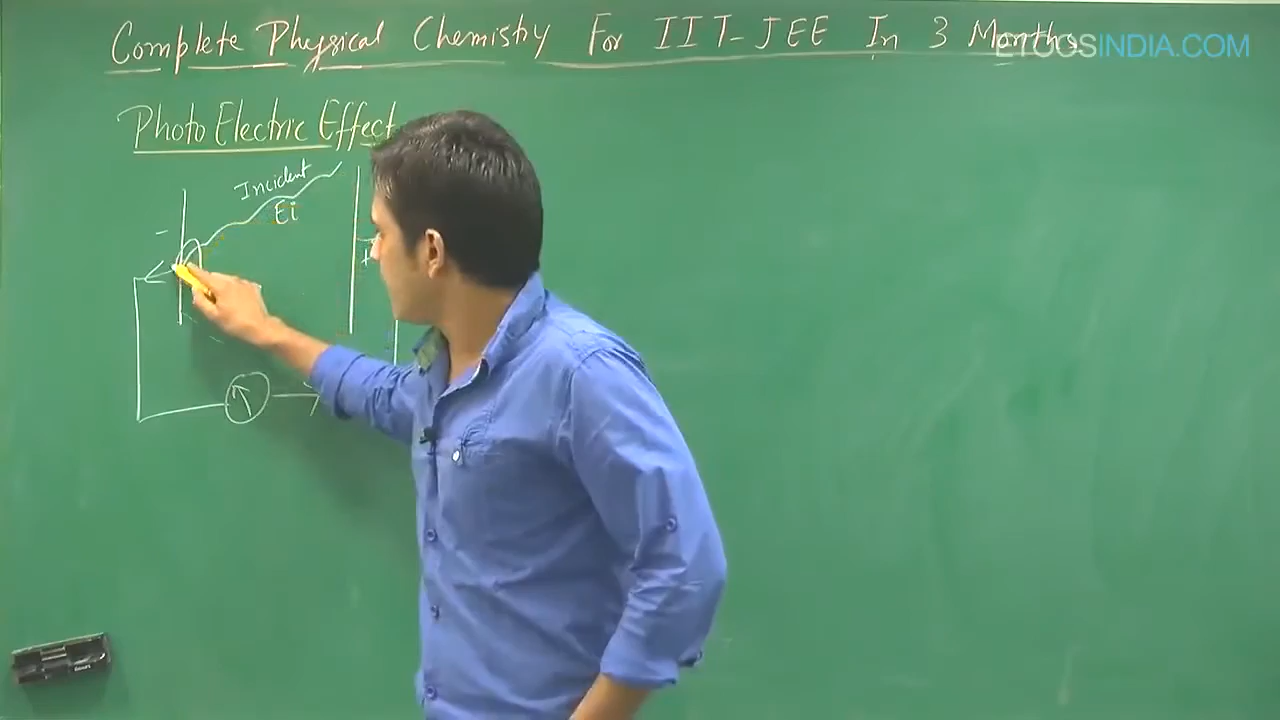 Complete Physical Chemistry For IIT-JEE In 3 Months
ETOOSINDIA.COM
Photo Electric Effect
Incident
Ei
-
+